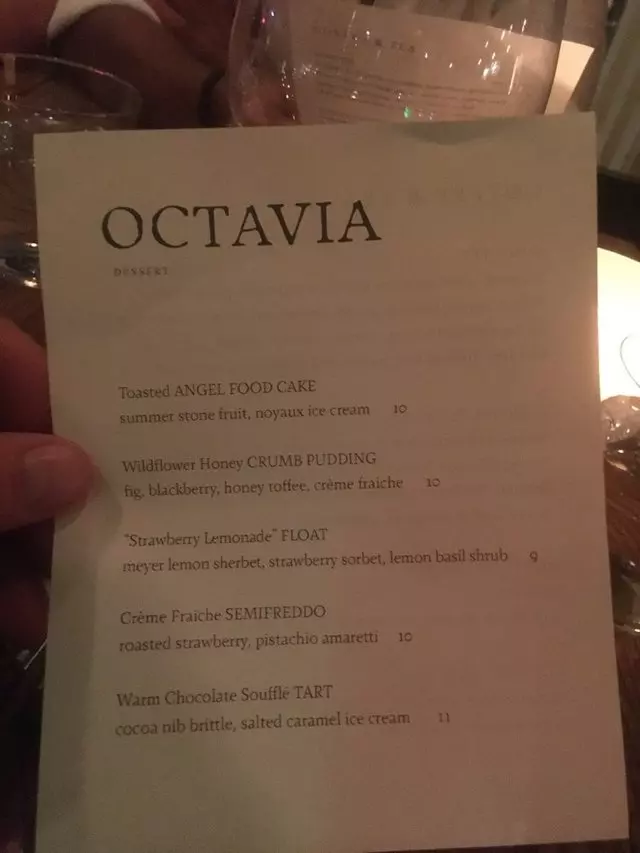 OCTAVIA
DESSERT
Toasted ANGEL FOOD CAKE
summer stone fruit, noyaux ice cream 10
Wildflower Honey CRUMB PUDDING
fig, blackberry, honey toffee, crème fraiche 10
"Strawberry Lemonade" FLOAT
meyer lemon sherbet, strawberry sorbet, lemon basil shrub 9
Crème Fraiche SEMIFREDDO
roasted strawberry, pistachio amaretti 10
Warm Chocolate Soufflé TART
cocoa nib brittle, salted caramel ice cream 11